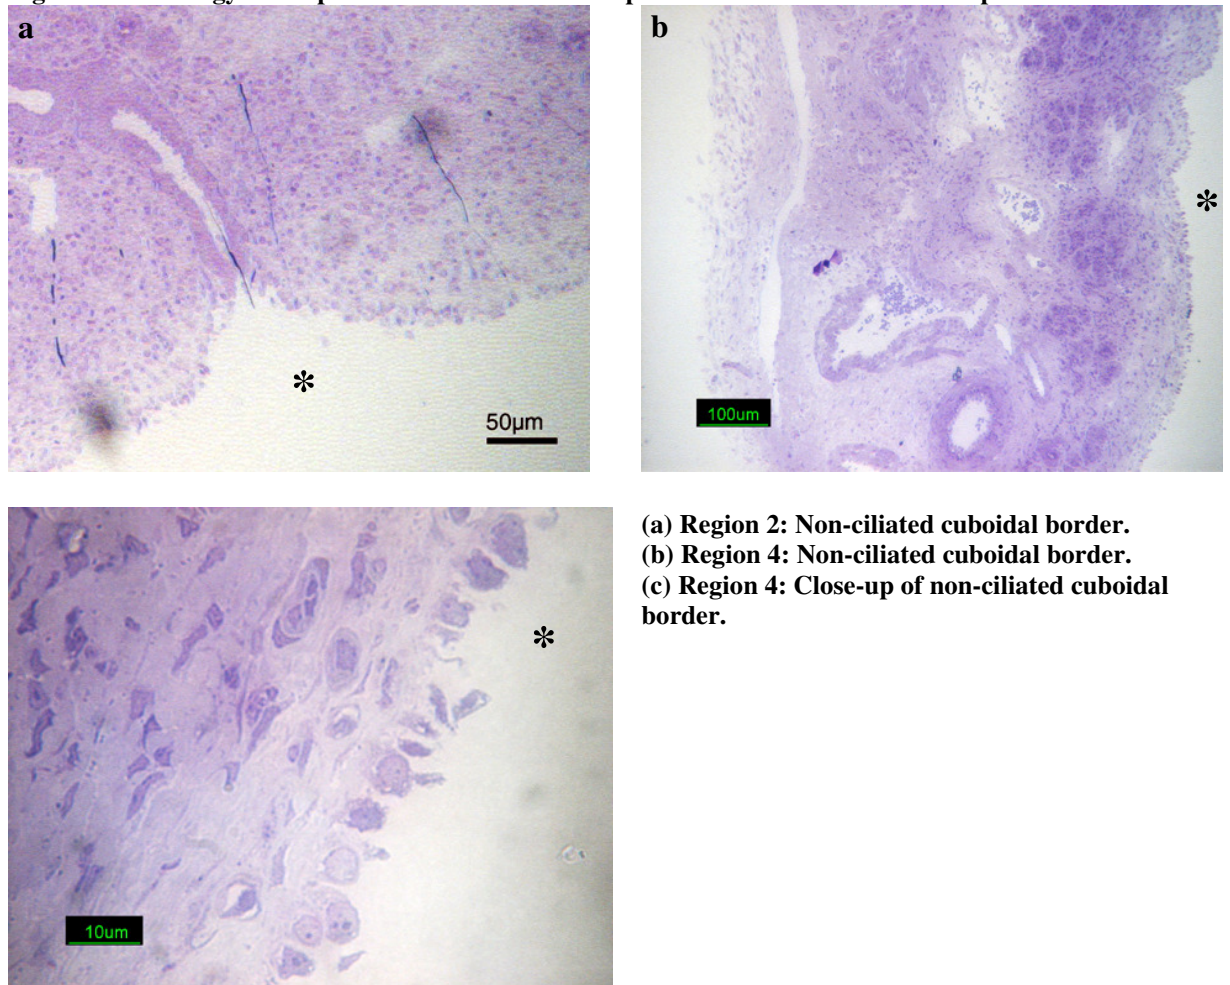 a
b
*
*
50µm
100um
*
10um
(a) Region 2: Non-ciliated cuboidal border.
(b) Region 4: Non-ciliated cuboidal border.
(c) Region 4: Close-up of non-ciliated cuboidal
border.